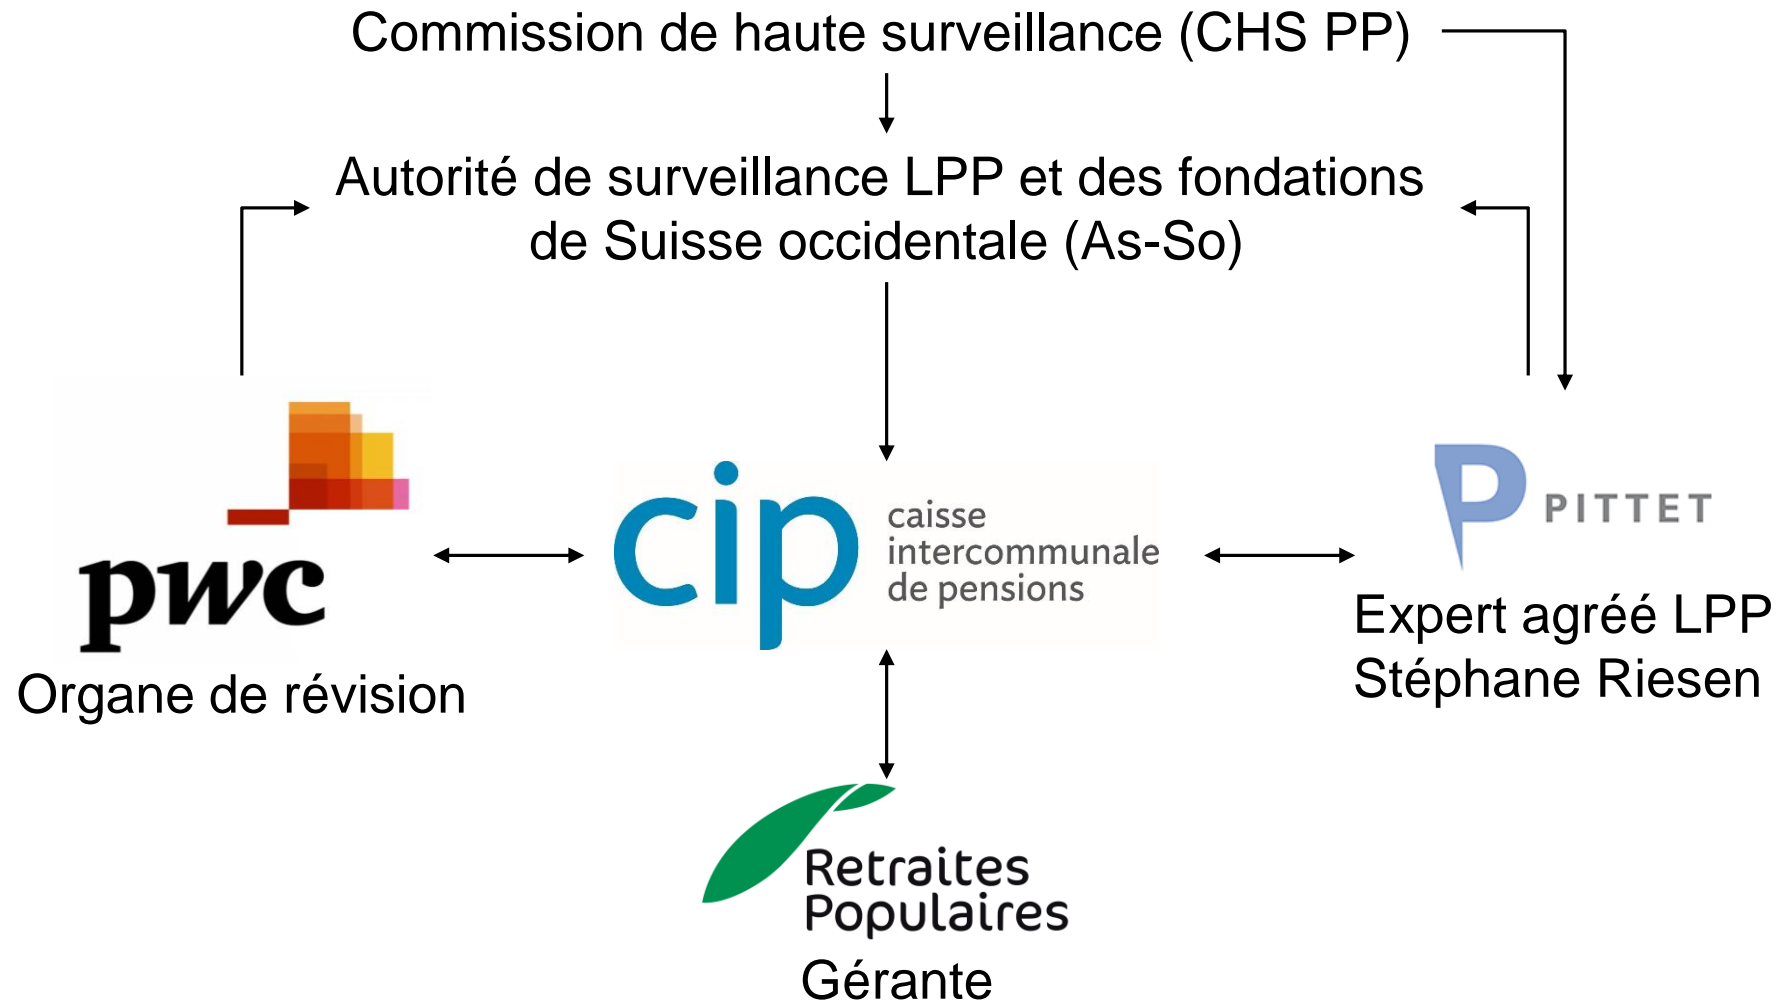 Commission de haute surveillance (CHS PP)
Autorité de surveillance LPP et des fondations
de Suisse occidentale (As-So)
pwc
Organe de révision
cip
caisse
intercommunale
de pensions
P PITTET
Expert agréé LPP
Stéphane Riesen
Retraites
Populaires
Gérante